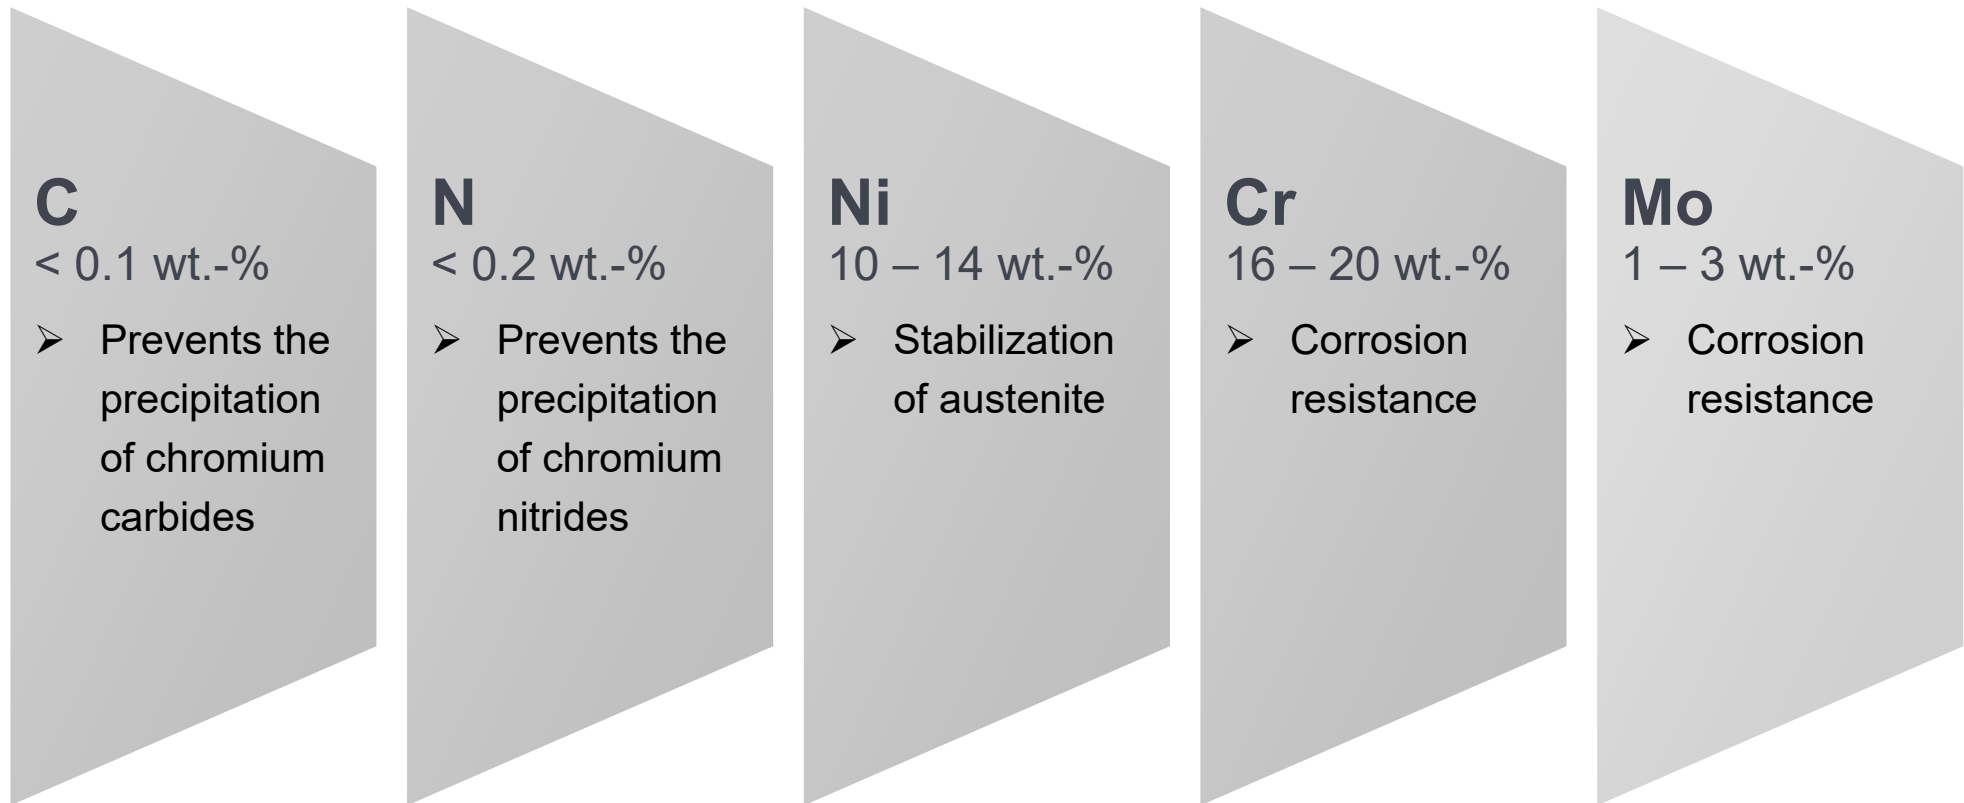 C
< 0.1 wt.-%
➢ Prevents the
precipitation
of chromium
carbides
N
< 0.2 wt.-%
➢ Prevents the
precipitation
of chromium
nitrides
Ni
10 – 14 wt.-%
➢ Stabilization
of austenite
Cr
16 – 20 wt.-%
➢ Corrosion
resistance
Mo
1 – 3 wt.-%
➢ Corrosion
resistance